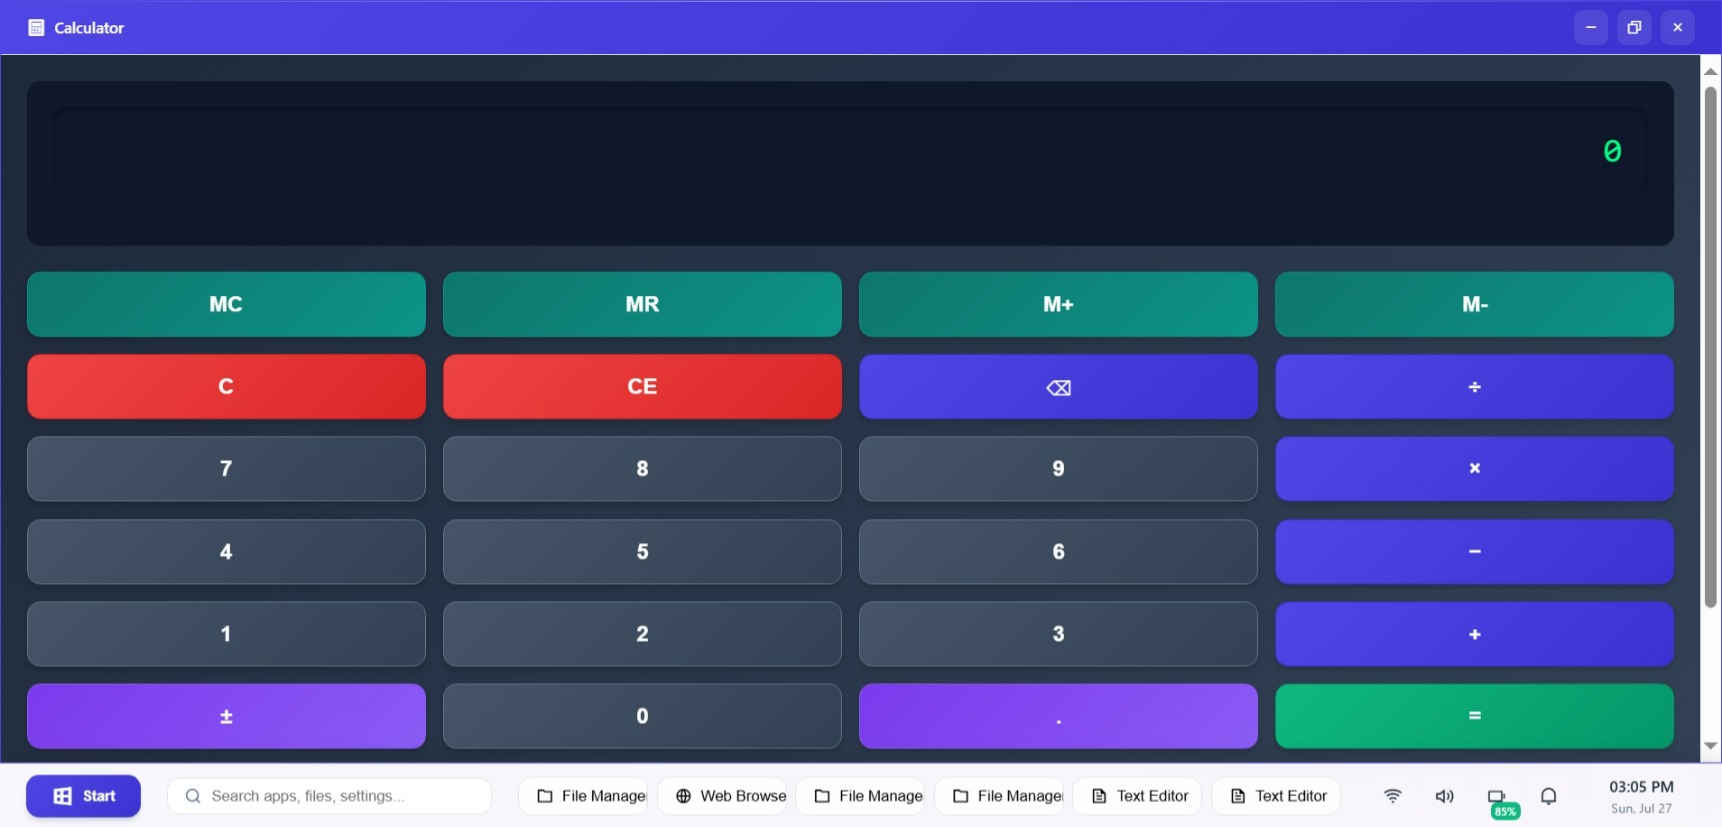 Calculator
0
MC MR M+ M-
C CE ⌫ ÷
7 8 9 ×
4 5 6 −
1 2 3 +
± 0 . =
Start Search apps, files, settings... File Manage Web Browse File Manage File Manage Text Editor Text Editor 03:05 PM
85% Sun, Jul 27